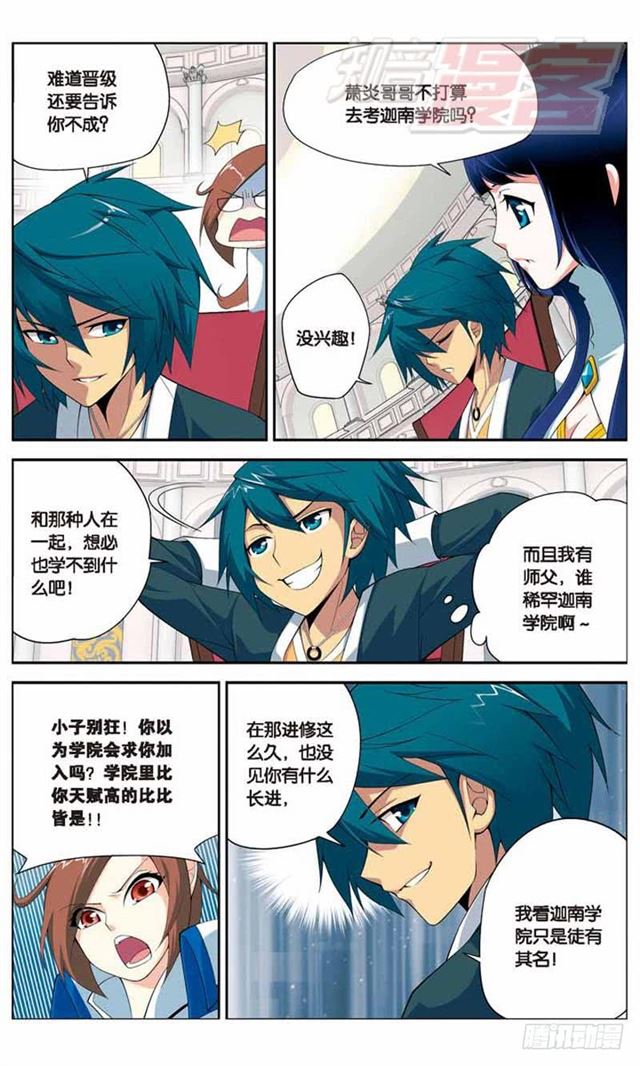 难道晋级
还要告诉
你不成？
知音漫客
萧炎哥哥不打算
去考迦南学院吗？
没兴趣！
和那种人在
一起，想必
也学不到什
么吧！
而且我有
师父，谁
稀罕迦南
学院啊～
小子别狂！你以
为学院会求你加
入吗？学院里比
你天赋高的比比
皆是！！
在那进修这
么久，也没
见你有什么
长进，
我看迦南学
院只是徒有
其名！
腾讯动漫